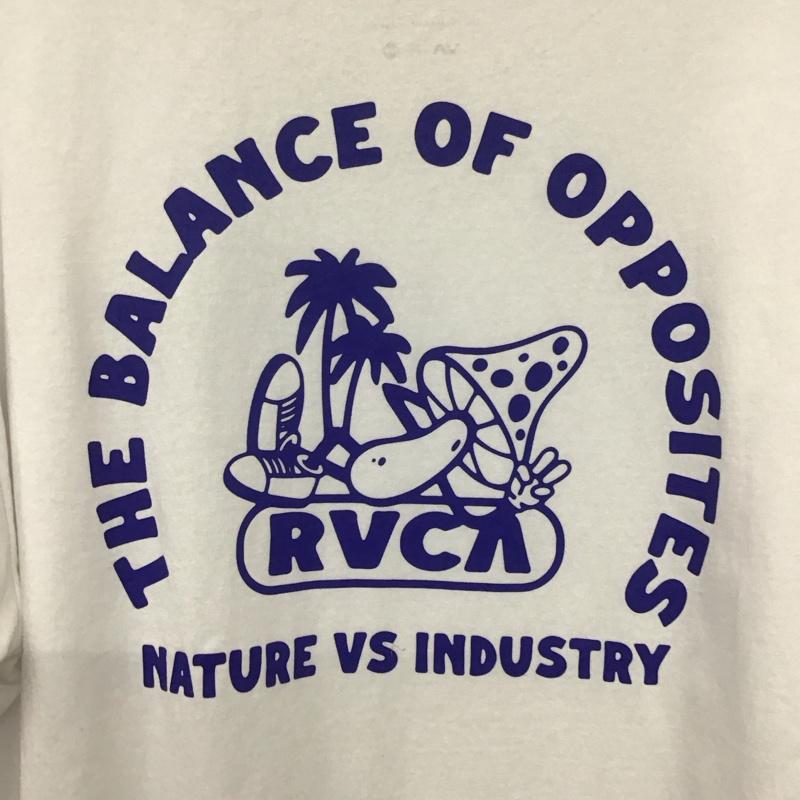 THE BALANCE OF OPPOSITES
RVCA
NATURE VS INDUSTRY